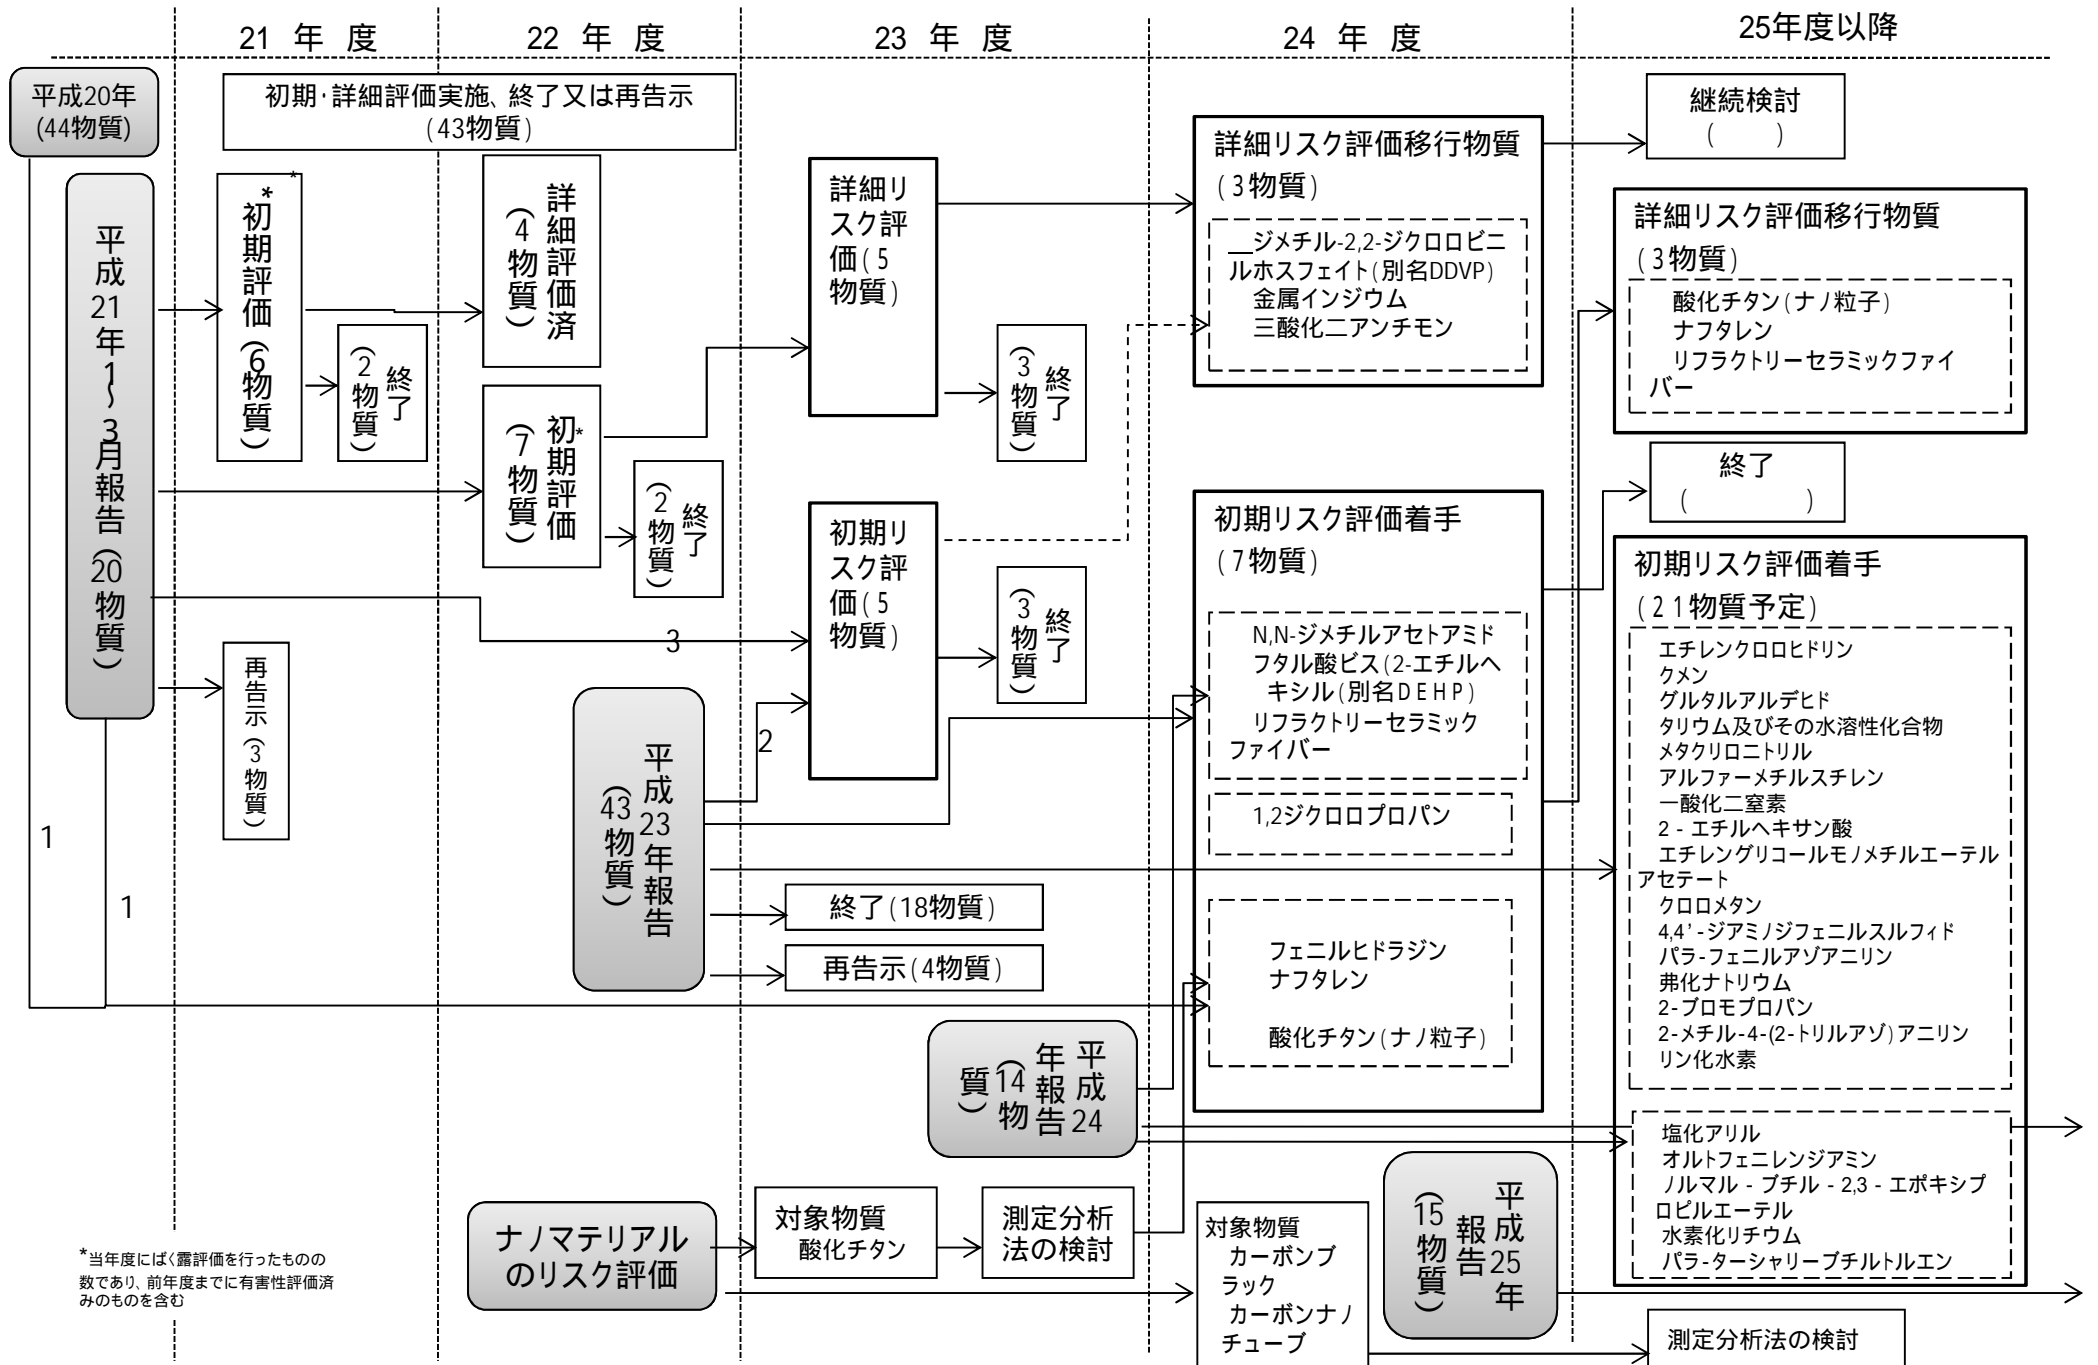 21 年 度
22 年 度
23 年 度
24 年 度
25年度以降
平成20年
(44物質)
初期・詳細評価実施、終了又は再告示
(43物質)
平成21年1～3月報告(20物質)
*
*初期評価(6物質)
終了
(2物質)
再告示(3物質)
1
1
詳細評価済
(4物質)
初期評価*
(7物質)
終了
(2物質)
3
平成23年報告
(43物質)
2
詳細リ
スク評
価(5
物質)
終了
(3物質)
初期リ
スク評
価(5
物質)
終了
(3物質)
終了(18物質)
再告示(4物質)
平成24
年報告
(14物
質)
ナノマテリアル
のリスク評価
対象物質
酸化チタン
測定分析
法の検討
詳細リスク評価移行物質
(3物質)
ジメチル-2,2-ジクロロビニ
ルホスフェイト(別名DDVP)
金属インジウム
三酸化二アンチモン
初期リスク評価着手
(7物質)
N,N-ジメチルアセトアミド
フタル酸ビス(2-エチルヘ
キシル(別名DEHP)
リフラクトリーセラミック
ファイバー
1,2ジクロロプロパン
フェニルヒドラジン
ナフタレン
酸化チタン(ナノ粒子)
対象物質
カーボンブ
ラック
カーボンナノ
チューブ
平成25年
報告
(15物質)
継続検討
(　　)
詳細リスク評価移行物質
(3物質)
酸化チタン(ナノ粒子)
ナフタレン
リフラクトリーセラミックファイ
バー
終了
(　　　)
初期リスク評価着手
(21物質予定)
エチレンクロロヒドリン
クメン
グルタルアルデヒド
タリウム及びその水溶性化合物
メタクリロニトリル
アルファーメチルスチレン
一酸化二窒素
2 - エチルヘキサン酸
エチレングリコールモノメチルエーテル
アセテート
クロロメタン
4,4'-ジアミノジフェニルスルフィド
パラ-フェニルアゾアニリン
弗化ナトリウム
2-ブロモプロパン
2-メチル-4-(2-トリルアゾ)アニリン
リン化水素
塩化アリル
オルトフェニレンジアミン
ノルマル - ブチル - 2,3 - エポキシプ
ロピルエーテル
水素化リチウム
パラ-ターシャリーブチルトルエン
測定分析法の検討
*当年度にばく露評価を行ったものの
数であり、前年度までに有害性評価済
みのものを含む